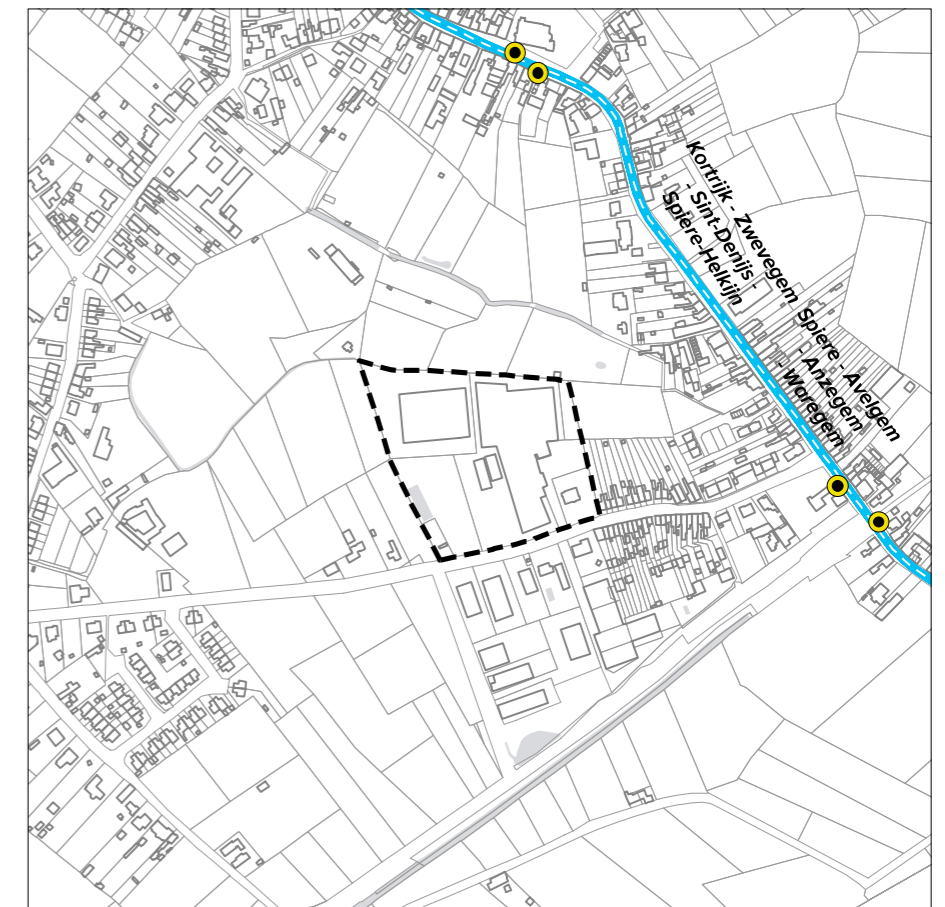 Kortrijk - Zwevegem
- Sint-Denijs -
Spiere-Helkijn
Spiere - Avelgem
- Anzegem
- Waregem